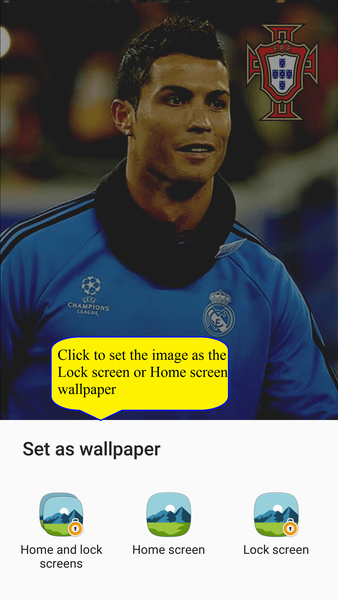 CHAMPIONS
LEAGUE
Click to set the image as the
Lock screen or Home screen
wallpaper
Set as wallpaper
Home and lock
screens
Home screen
Lock screen